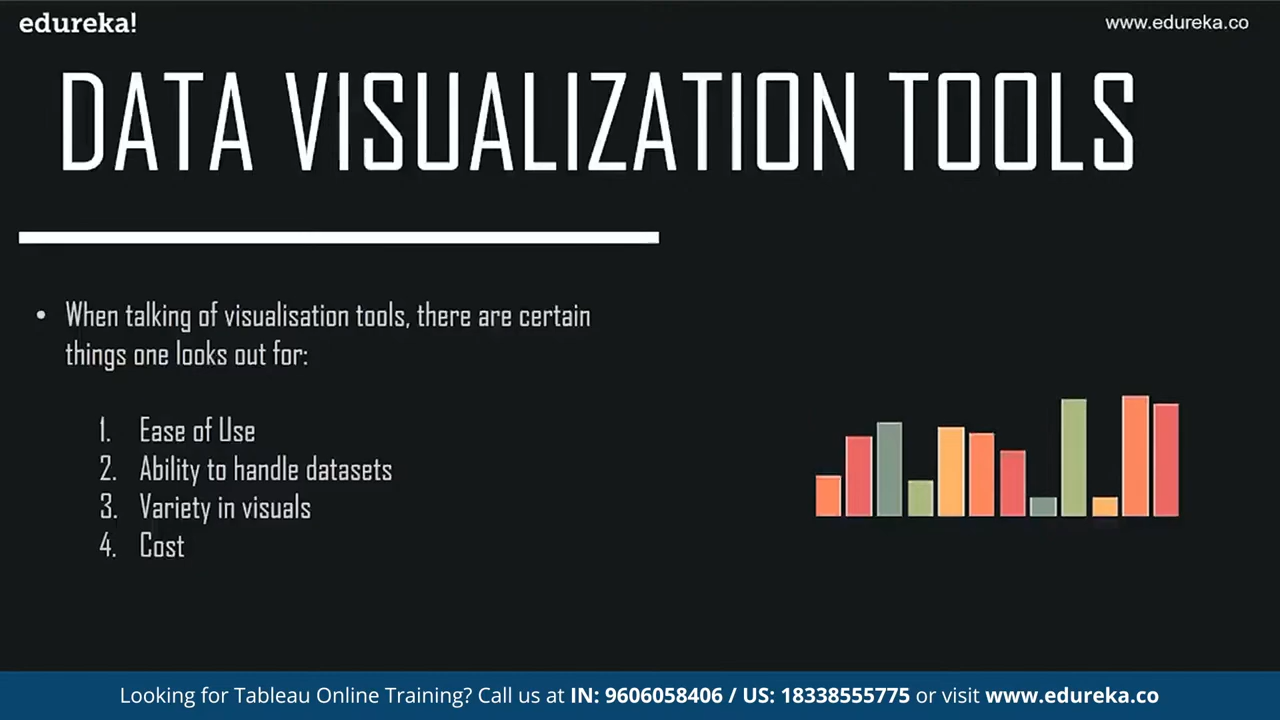 edureka!
www.edureka.co
DATA VISUALIZATION TOOLS
• When talking of visualisation tools, there are certain
things one looks out for:
1. Ease of Use
2. Ability to handle datasets
3. Variety in visuals
4. Cost
Looking for Tableau Online Training? Call us at IN: 9606058406 / US: 18338555775 or visit www.edureka.co